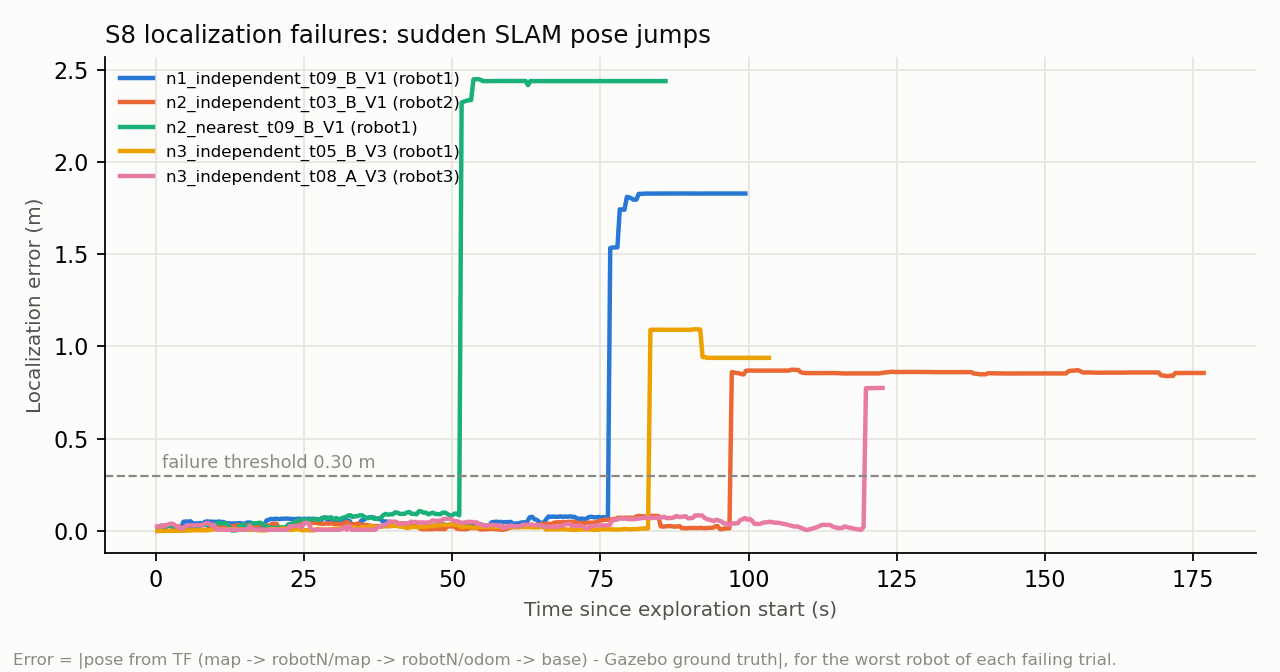 S8 localization failures: sudden SLAM pose jumps
2.5
2.0
1.5
1.0
0.5
0.0
Localization error (m)
n1_independent_t09_B_V1 (robot1)
n2_independent_t03_B_V1 (robot2)
n2_nearest_t09_B_V1 (robot1)
n3_independent_t05_B_V3 (robot1)
n3_independent_t08_A_V3 (robot3)
failure threshold 0.30 m
0 25 50 75 100 125 150 175
Time since exploration start (s)
Error = |pose from TF (map -> robotN/map -> robotN/odom -> base) - Gazebo ground truth|, for the worst robot of each failing trial.